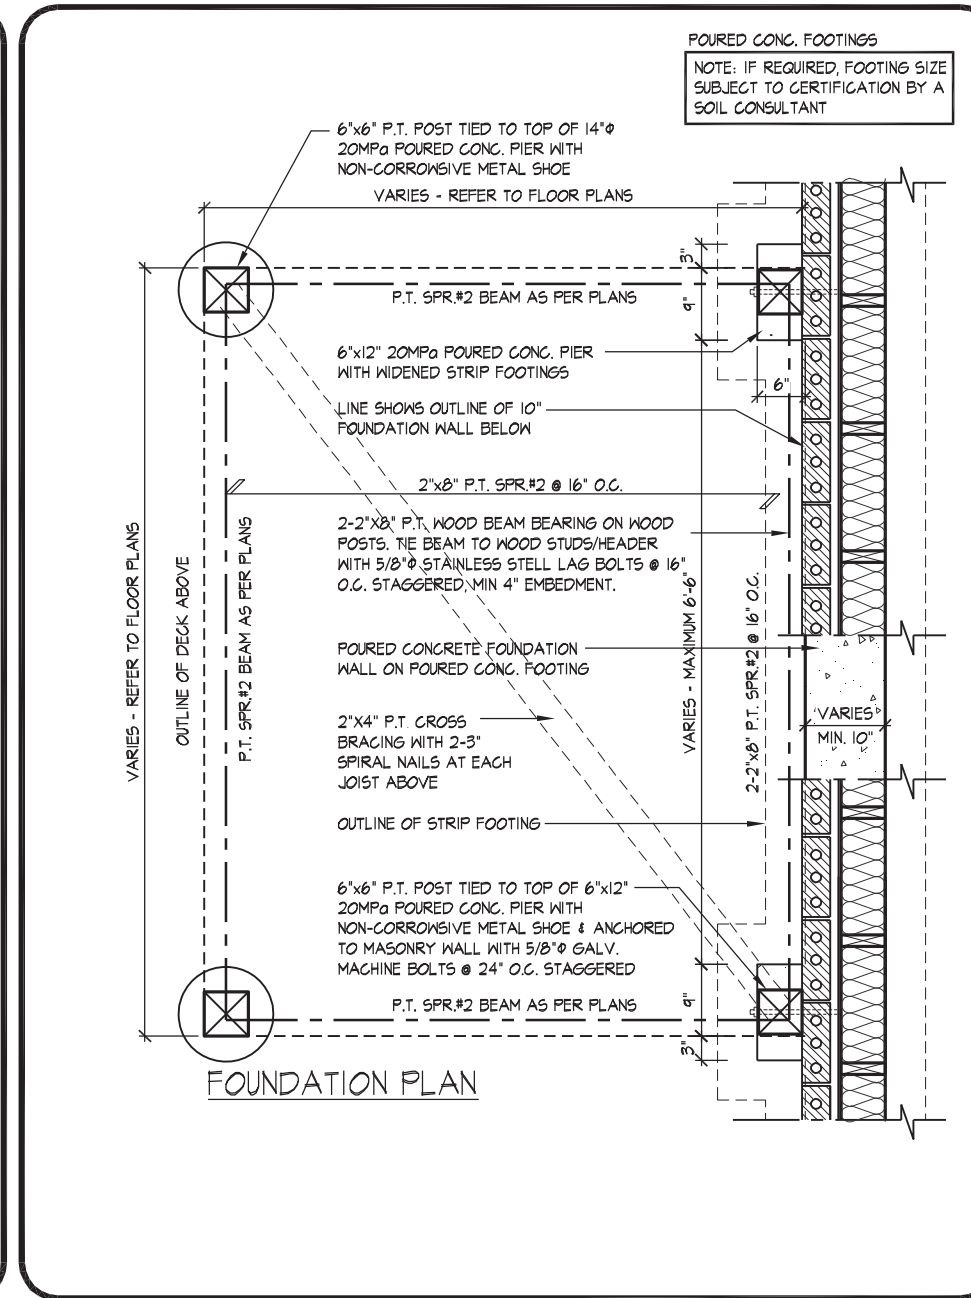 POURED CONC. FOOTINGS
NOTE: IF REQUIRED, FOOTING SIZE
SUBJECT TO CERTIFICATION BY A
SOIL CONSULTANT
6"x6" P.T. POST TIED TO TOP OF 14"Φ
20MPa POURED CONC. PIER WITH
NON-CORROWSIVE METAL SHOE
VARIES - REFER TO FLOOR PLANS
3"
P.T. SPR.#2 BEAM AS PER PLANS
9"
6"x12" 20MPa POURED CONC. PIER
WITH WIDENED STRIP FOOTINGS
6"
LINE SHOWS OUTLINE OF 10"
FOUNDATION WALL BELOW
2"x8" P.T. SPR.#2 @ 16" O.C.
2-2"X8" P.T. WOOD BEAM BEARING ON WOOD
POSTS. TIE BEAM TO WOOD STUDS/HEADER
WITH 5/8"Φ STAINLESS STELL LAG BOLTS @ 16"
O.C. STAGGERED, MIN 4" EMBEDMENT.
VARIES - REFER TO FLOOR PLANS
OUTLINE OF DECK ABOVE
P.T. SPR.#2 BEAM AS PER PLANS
VARIES - MAXIMUM 6'-6"
2-2"x8" P.T. SPR.#2 @ 16" O.C.
POURED CONCRETE FOUNDATION
WALL ON POURED CONC. FOOTING
VARIES
MIN. 10"
2"X4" P.T. CROSS
BRACING WITH 2-3"
SPIRAL NAILS AT EACH
JOIST ABOVE
OUTLINE OF STRIP FOOTING
6"x6" P.T. POST TIED TO TOP OF 6"x12"
20MPa POURED CONC. PIER WITH
NON-CORROWSIVE METAL SHOE & ANCHORED
TO MASONRY WALL WITH 5/8"Φ GALV.
MACHINE BOLTS @ 24" O.C. STAGGERED
P.T. SPR.#2 BEAM AS PER PLANS
9"
3"
FOUNDATION PLAN